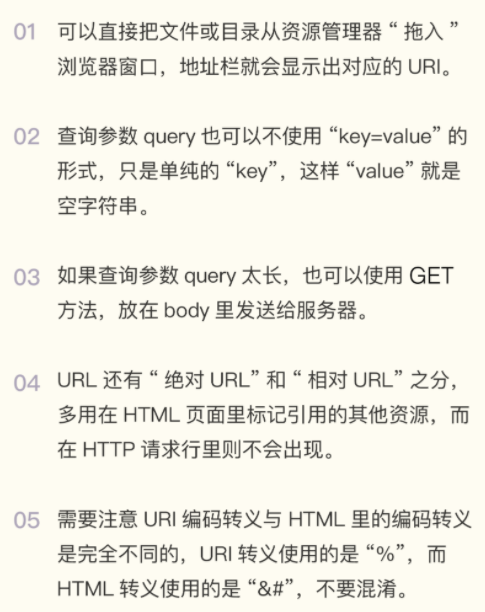 01 可以直接把文件或目录从资源管理器“拖入”
浏览器窗口，地址栏就会显示出对应的 URI。
02 查询参数 query 也可以不使用“key=value”的
形式，只是单纯的“key”，这样“value”就是
空字符串。
03 如果查询参数 query 太长，也可以使用 GET
方法，放在 body 里发送给服务器。
04 URL 还有“绝对 URL”和“相对 URL”之分，
多用在 HTML 页面里标记引用的其他资源，而
在 HTTP 请求行里则不会出现。
05 需要注意 URI 编码转义与 HTML 里的编码转义
是完全不同的，URI 转义使用的是“%”，而
HTML 转义使用的是“&#”，不要混淆。